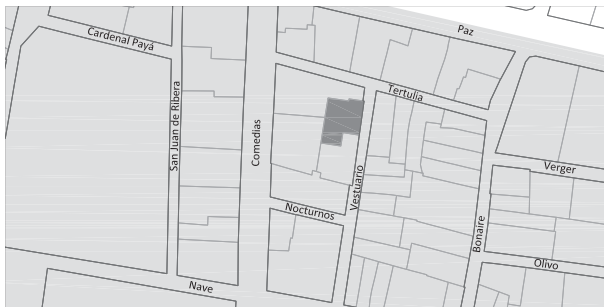 Paz
Cardenal Payá
Tertulia
San Juan de Ribera
Comedias
Verger
Vestuario
Nocturnos
Bonaire
Olivo
Nave